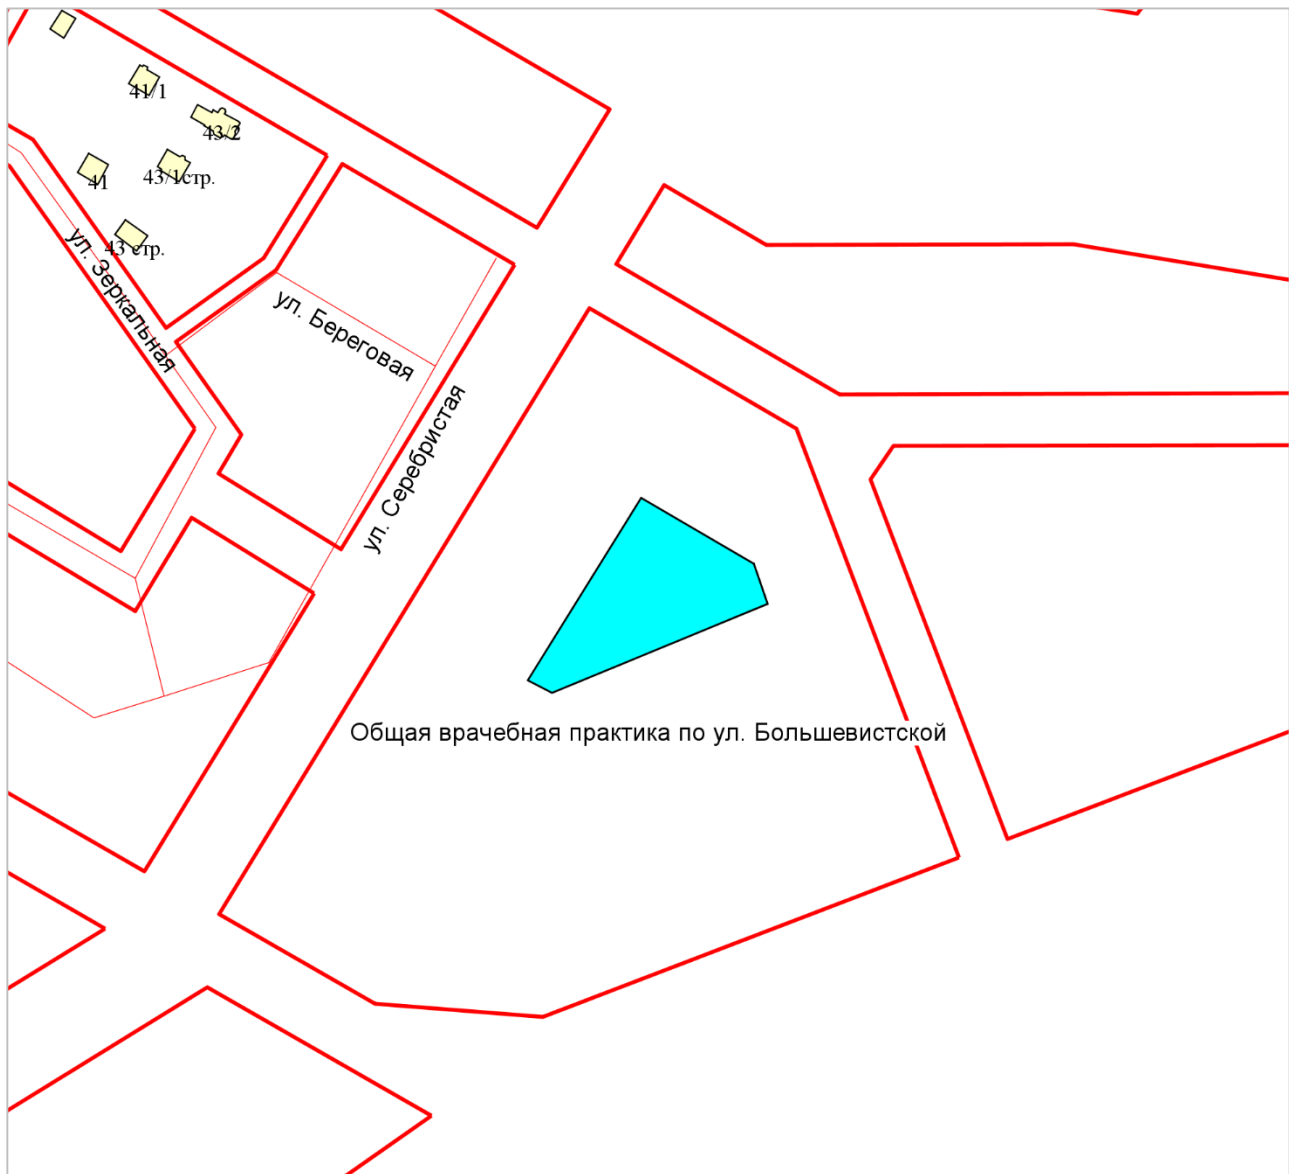 41/1
43/2
41
43/1стр.
43 стр.
ул. Зеркальная
ул. Береговая
ул. Серебристая
Общая врачебная практика по ул. Большевистской